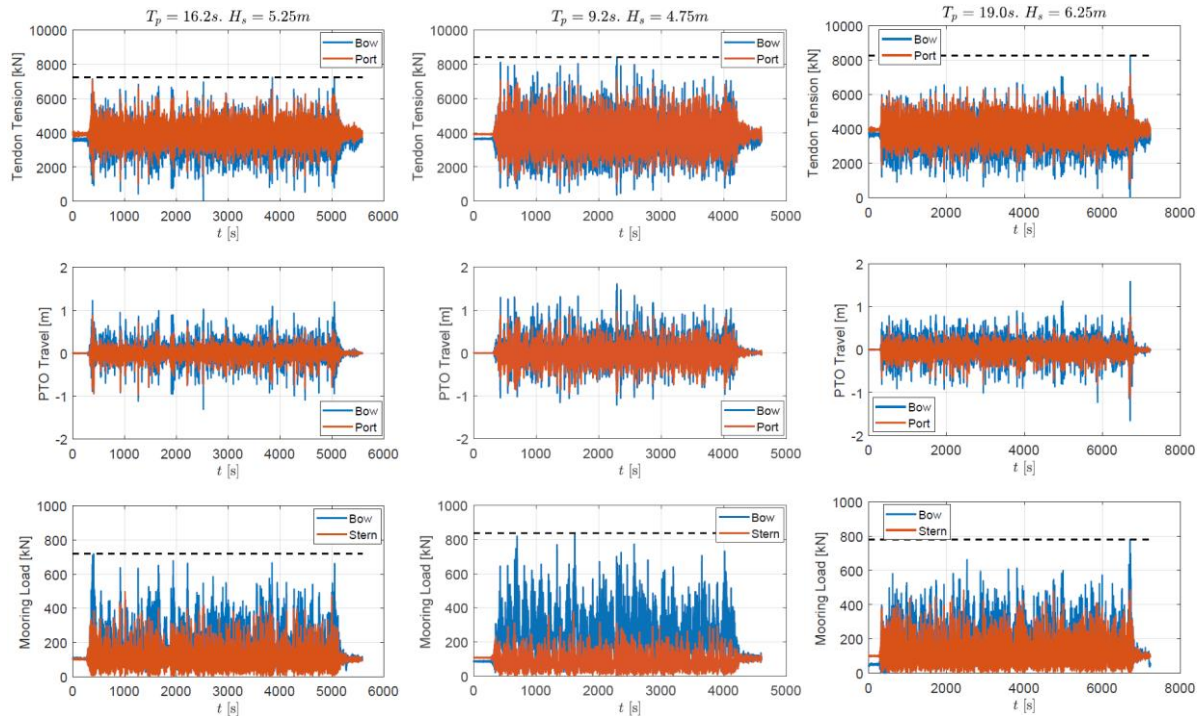 T_p = 16.2s. H_s = 5.25m
10000
8000
6000
4000
2000
0
Tendon Tension [kN]
Bow
Port
0 1000 2000 3000 4000 5000 6000
t [s]
T_p = 9.2s. H_s = 4.75m
10000
8000
6000
4000
2000
0
Tendon Tension [kN]
Bow
Port
0 1000 2000 3000 4000 5000
t [s]
T_p = 19.0s. H_s = 6.25m
10000
8000
6000
4000
2000
0
Tendon Tension [kN]
Bow
Port
0 2000 4000 6000 8000
t [s]
2
1
0
-1
-2
PTO Travel [m]
Bow
Port
0 1000 2000 3000 4000 5000 6000
t [s]
2
1
0
-1
-2
PTO Travel [m]
Bow
Port
0 1000 2000 3000 4000 5000
t [s]
2
1
0
-1
-2
PTO Travel [m]
Bow
Port
0 2000 4000 6000 8000
t [s]
1000
800
600
400
200
0
Mooring Load [kN]
Bow
Stern
0 1000 2000 3000 4000 5000 6000
t [s]
1000
800
600
400
200
0
Mooring Load [kN]
Bow
Stern
0 1000 2000 3000 4000 5000
t [s]
1000
800
600
400
200
0
Mooring Load [kN]
Bow
Stern
0 2000 4000 6000 8000
t [s]